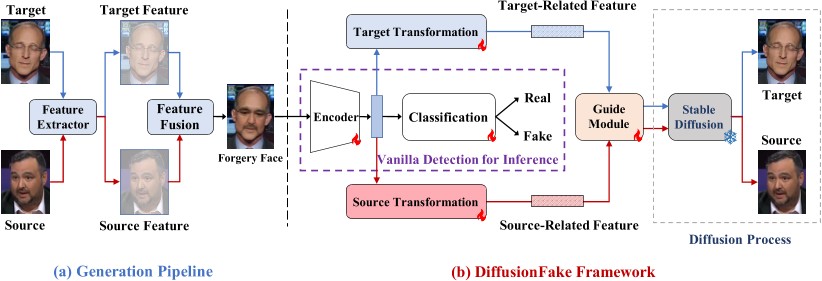 Target
Target Feature
Feature
Extractor
Feature
Fusion
Forgery Face
Source
Source Feature
(a) Generation Pipeline
Target Transformation
Target-Related Feature
Encoder
Classification
Real
Fake
Vanilla Detection for Inference
Source Transformation
Source-Related Feature
Guide
Module
Stable
Diffusion
Target
Source
Diffusion Process
(b) DiffusionFake Framework